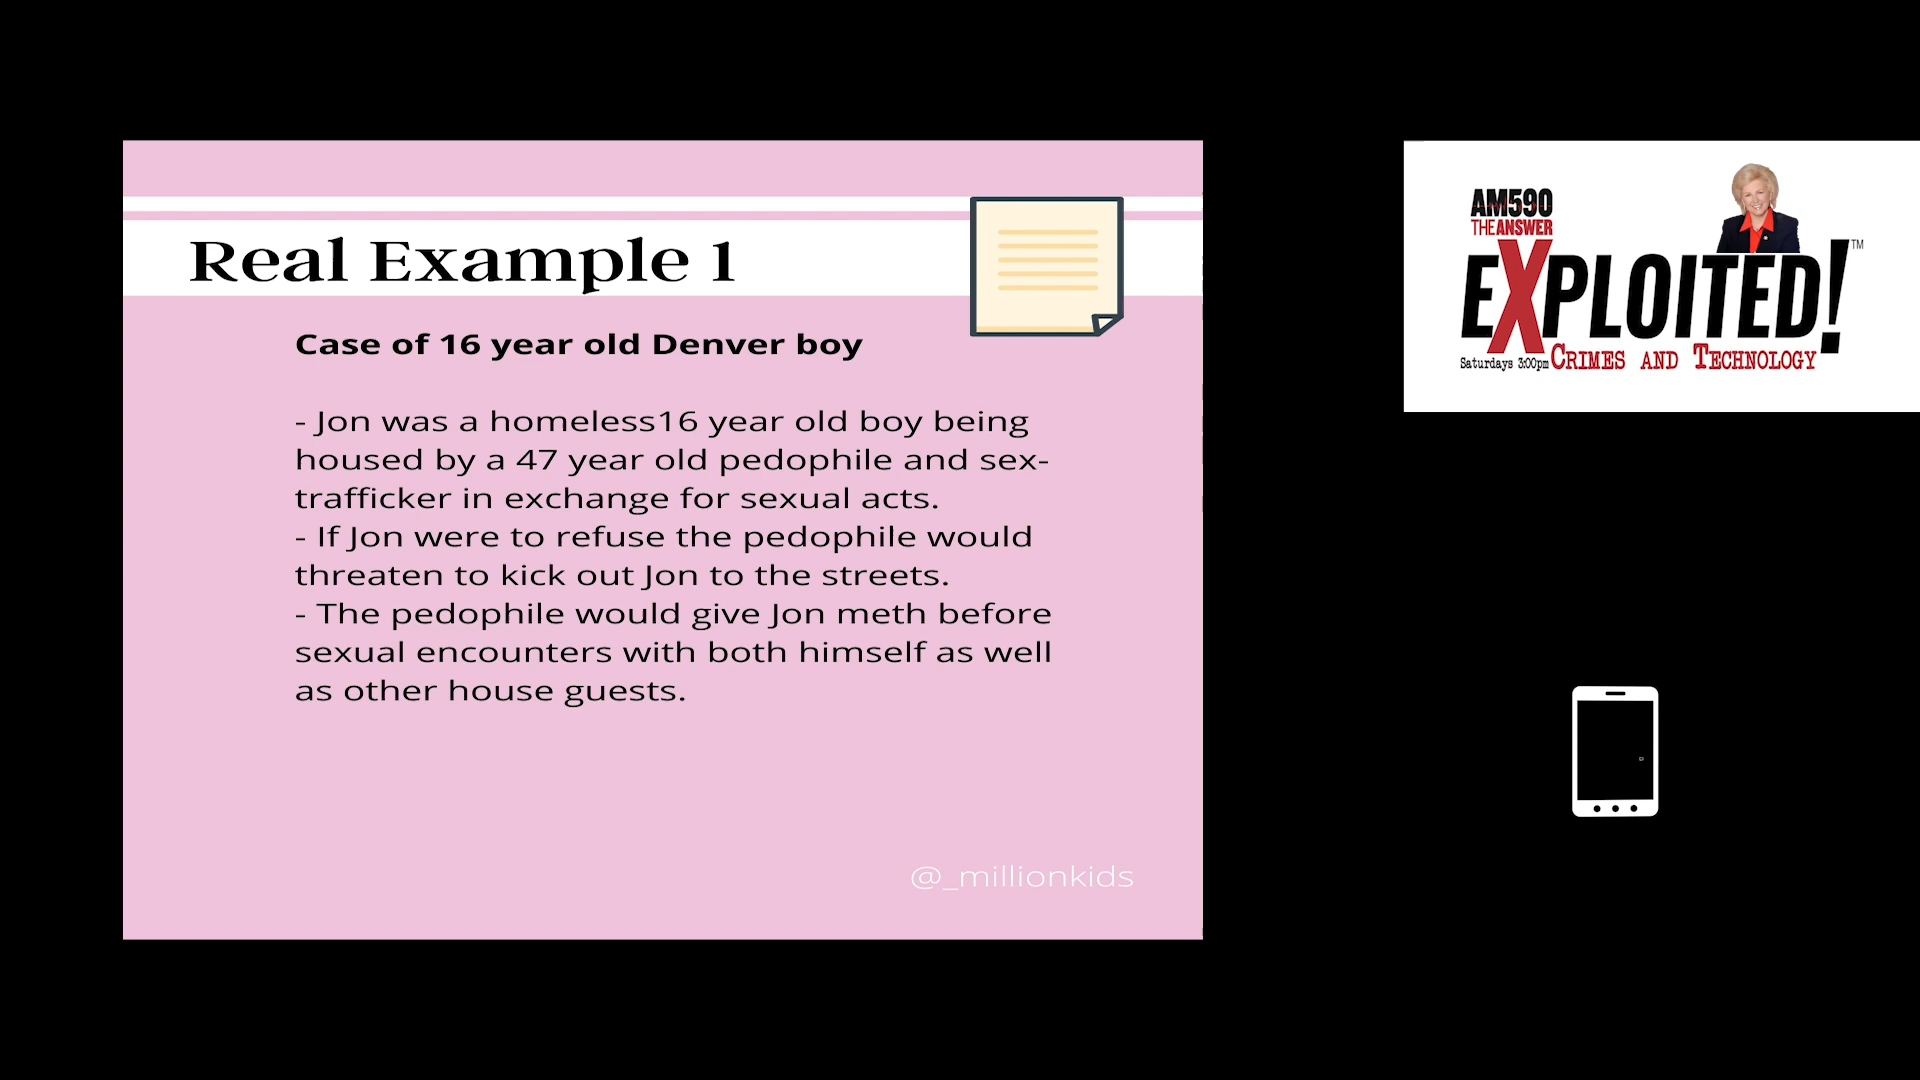 Real Example 1
Case of 16 year old Denver boy
- Jon was a homeless16 year old boy being
housed by a 47 year old pedophile and sex-
trafficker in exchange for sexual acts.
- If Jon were to refuse the pedophile would
threaten to kick out Jon to the streets.
- The pedophile would give Jon meth before
sexual encounters with both himself as well
as other house guests.
@_millionkids
AM590
THE ANSWER
EXPLOITED!™
Saturdays 3:00pm CRIMES AND TECHNOLOGY